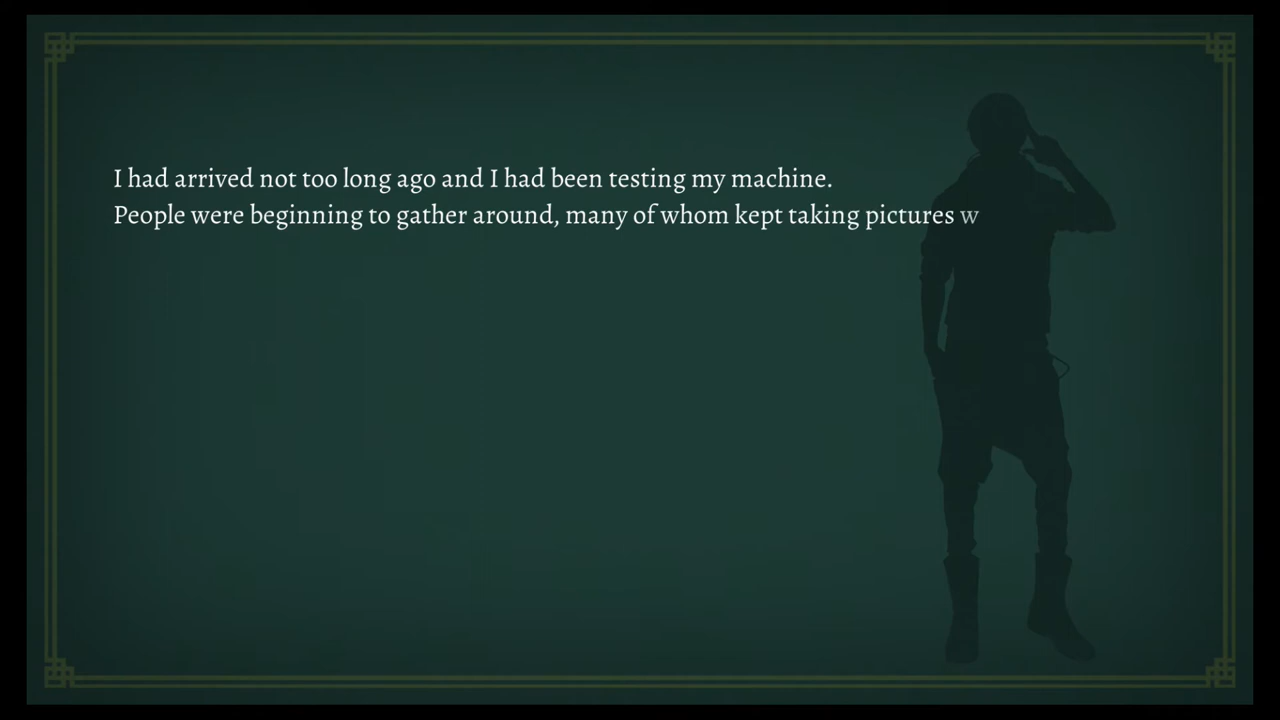 I had arrived not too long ago and I had been testing my machine.
People were beginning to gather around, many of whom kept taking pictures w